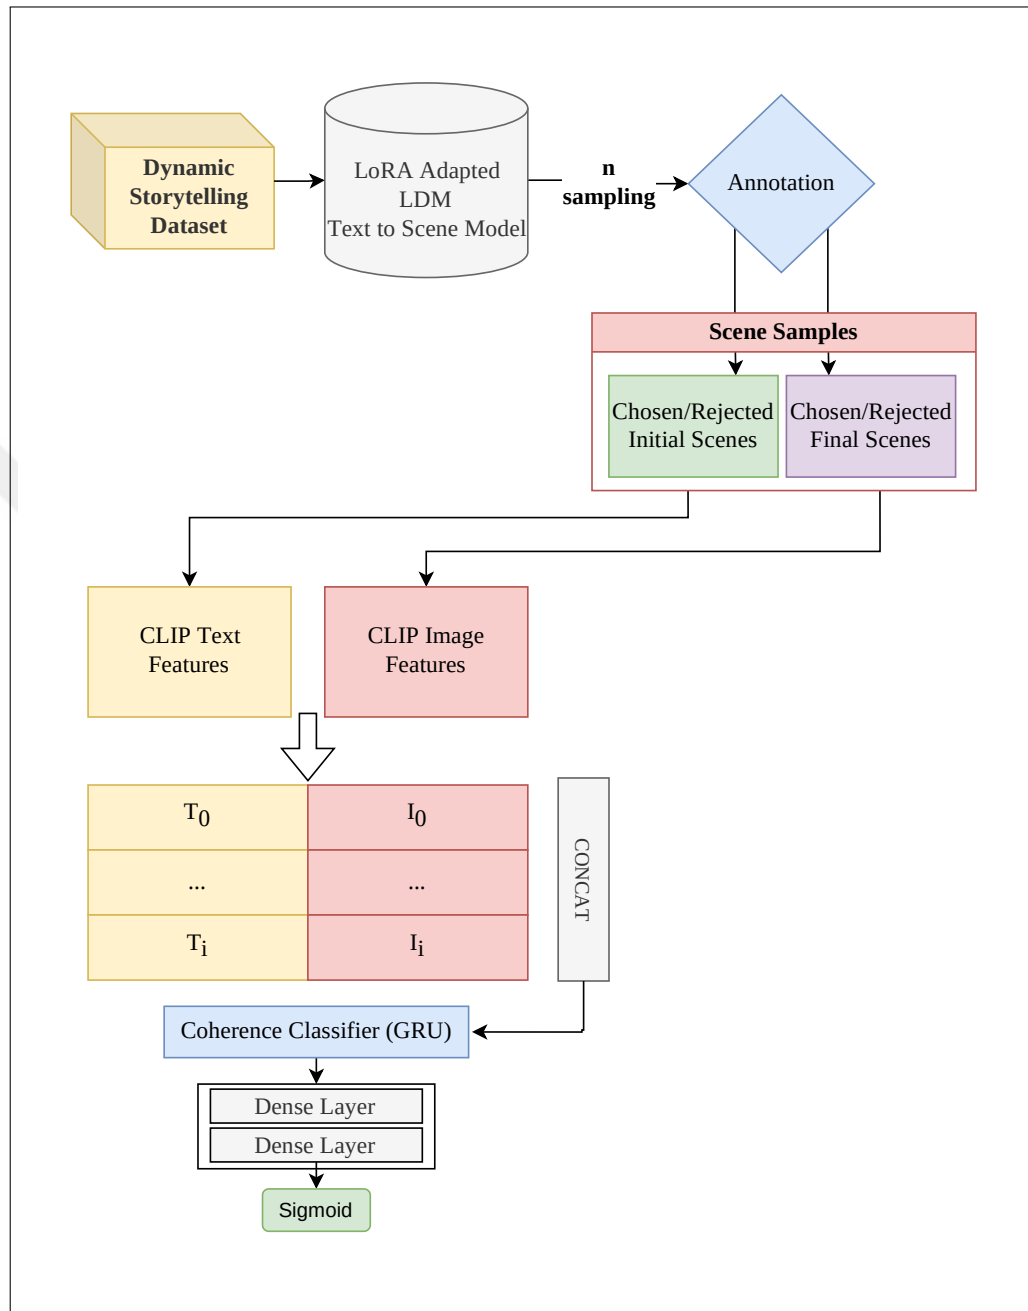 Dynamic
Storytelling
Dataset
LoRA Adapted
LDM
Text to Scene Model
n
sampling
Annotation
Scene Samples
Chosen/Rejected
Initial Scenes
Chosen/Rejected
Final Scenes
CLIP Text
Features
CLIP Image
Features
T0
I0
...
...
Ti
Ii
CONCAT
Coherence Classifier (GRU)
Dense Layer
Dense Layer
Sigmoid